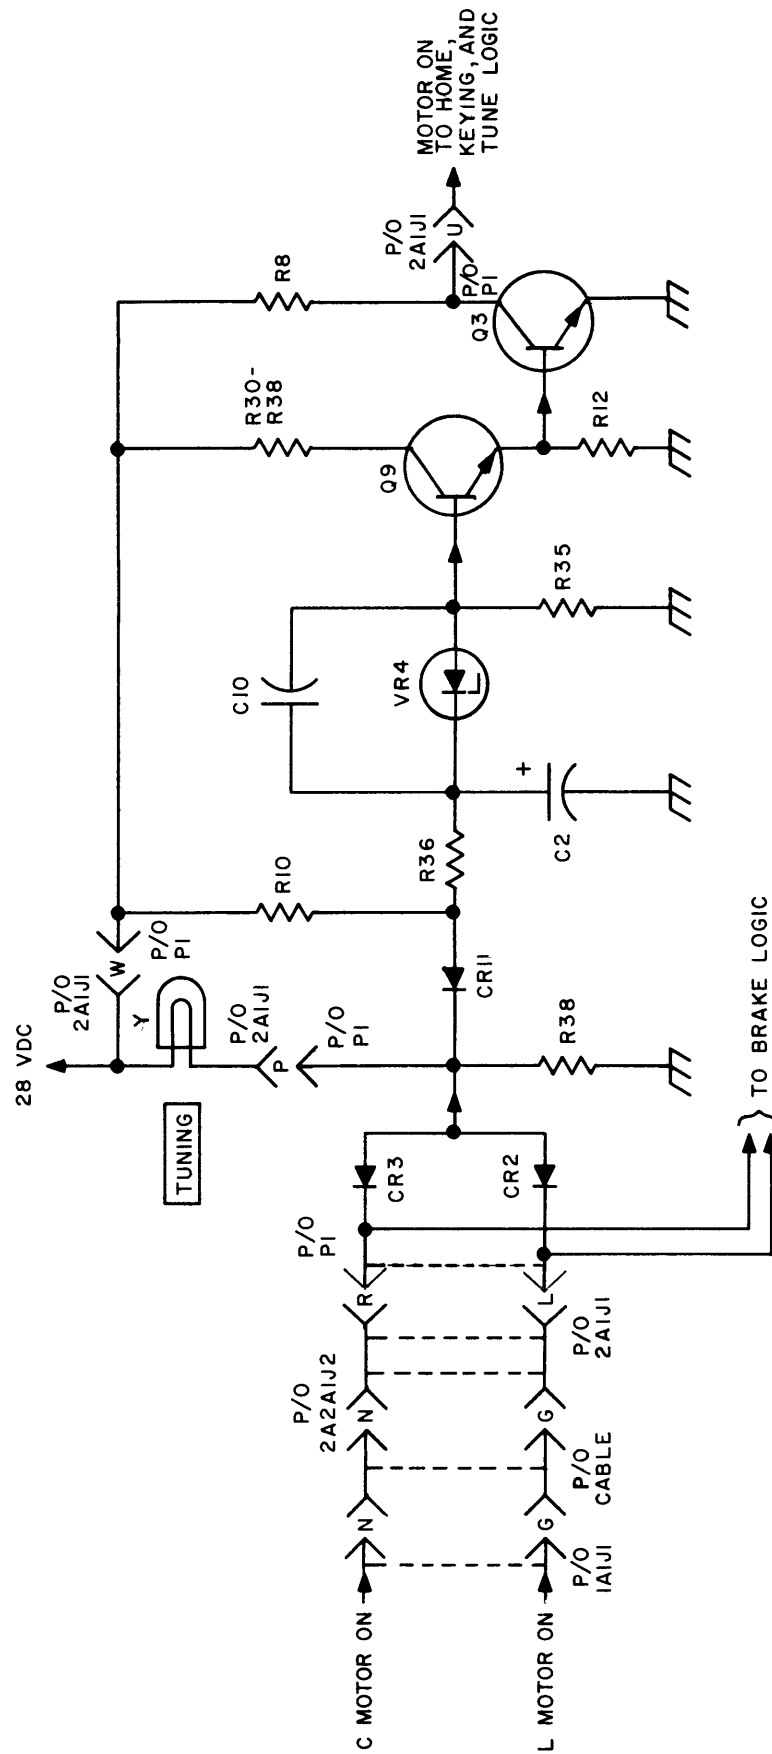 28 VDC
P/O
2A1J1
W
P/O
P1
Y
TUNING
P/O
2A1J1
P
P/O
P1
R10
C10
R30-
R38
R8
P/O
2A1J1
U
P/O
P1
MOTOR ON
TO HOME,
KEYING, AND
TUNE LOGIC
C MOTOR ON
N
P/O
2A2A1J2
N
R
P/O
P1
CR3
CR11
R36
VR4
Q9
Q3
L MOTOR ON
G
P/O
1A1J1
P/O
CABLE
G
L
P/O
2A1J1
CR2
R38
+
C2
R35
R12
TO BRAKE LOGIC